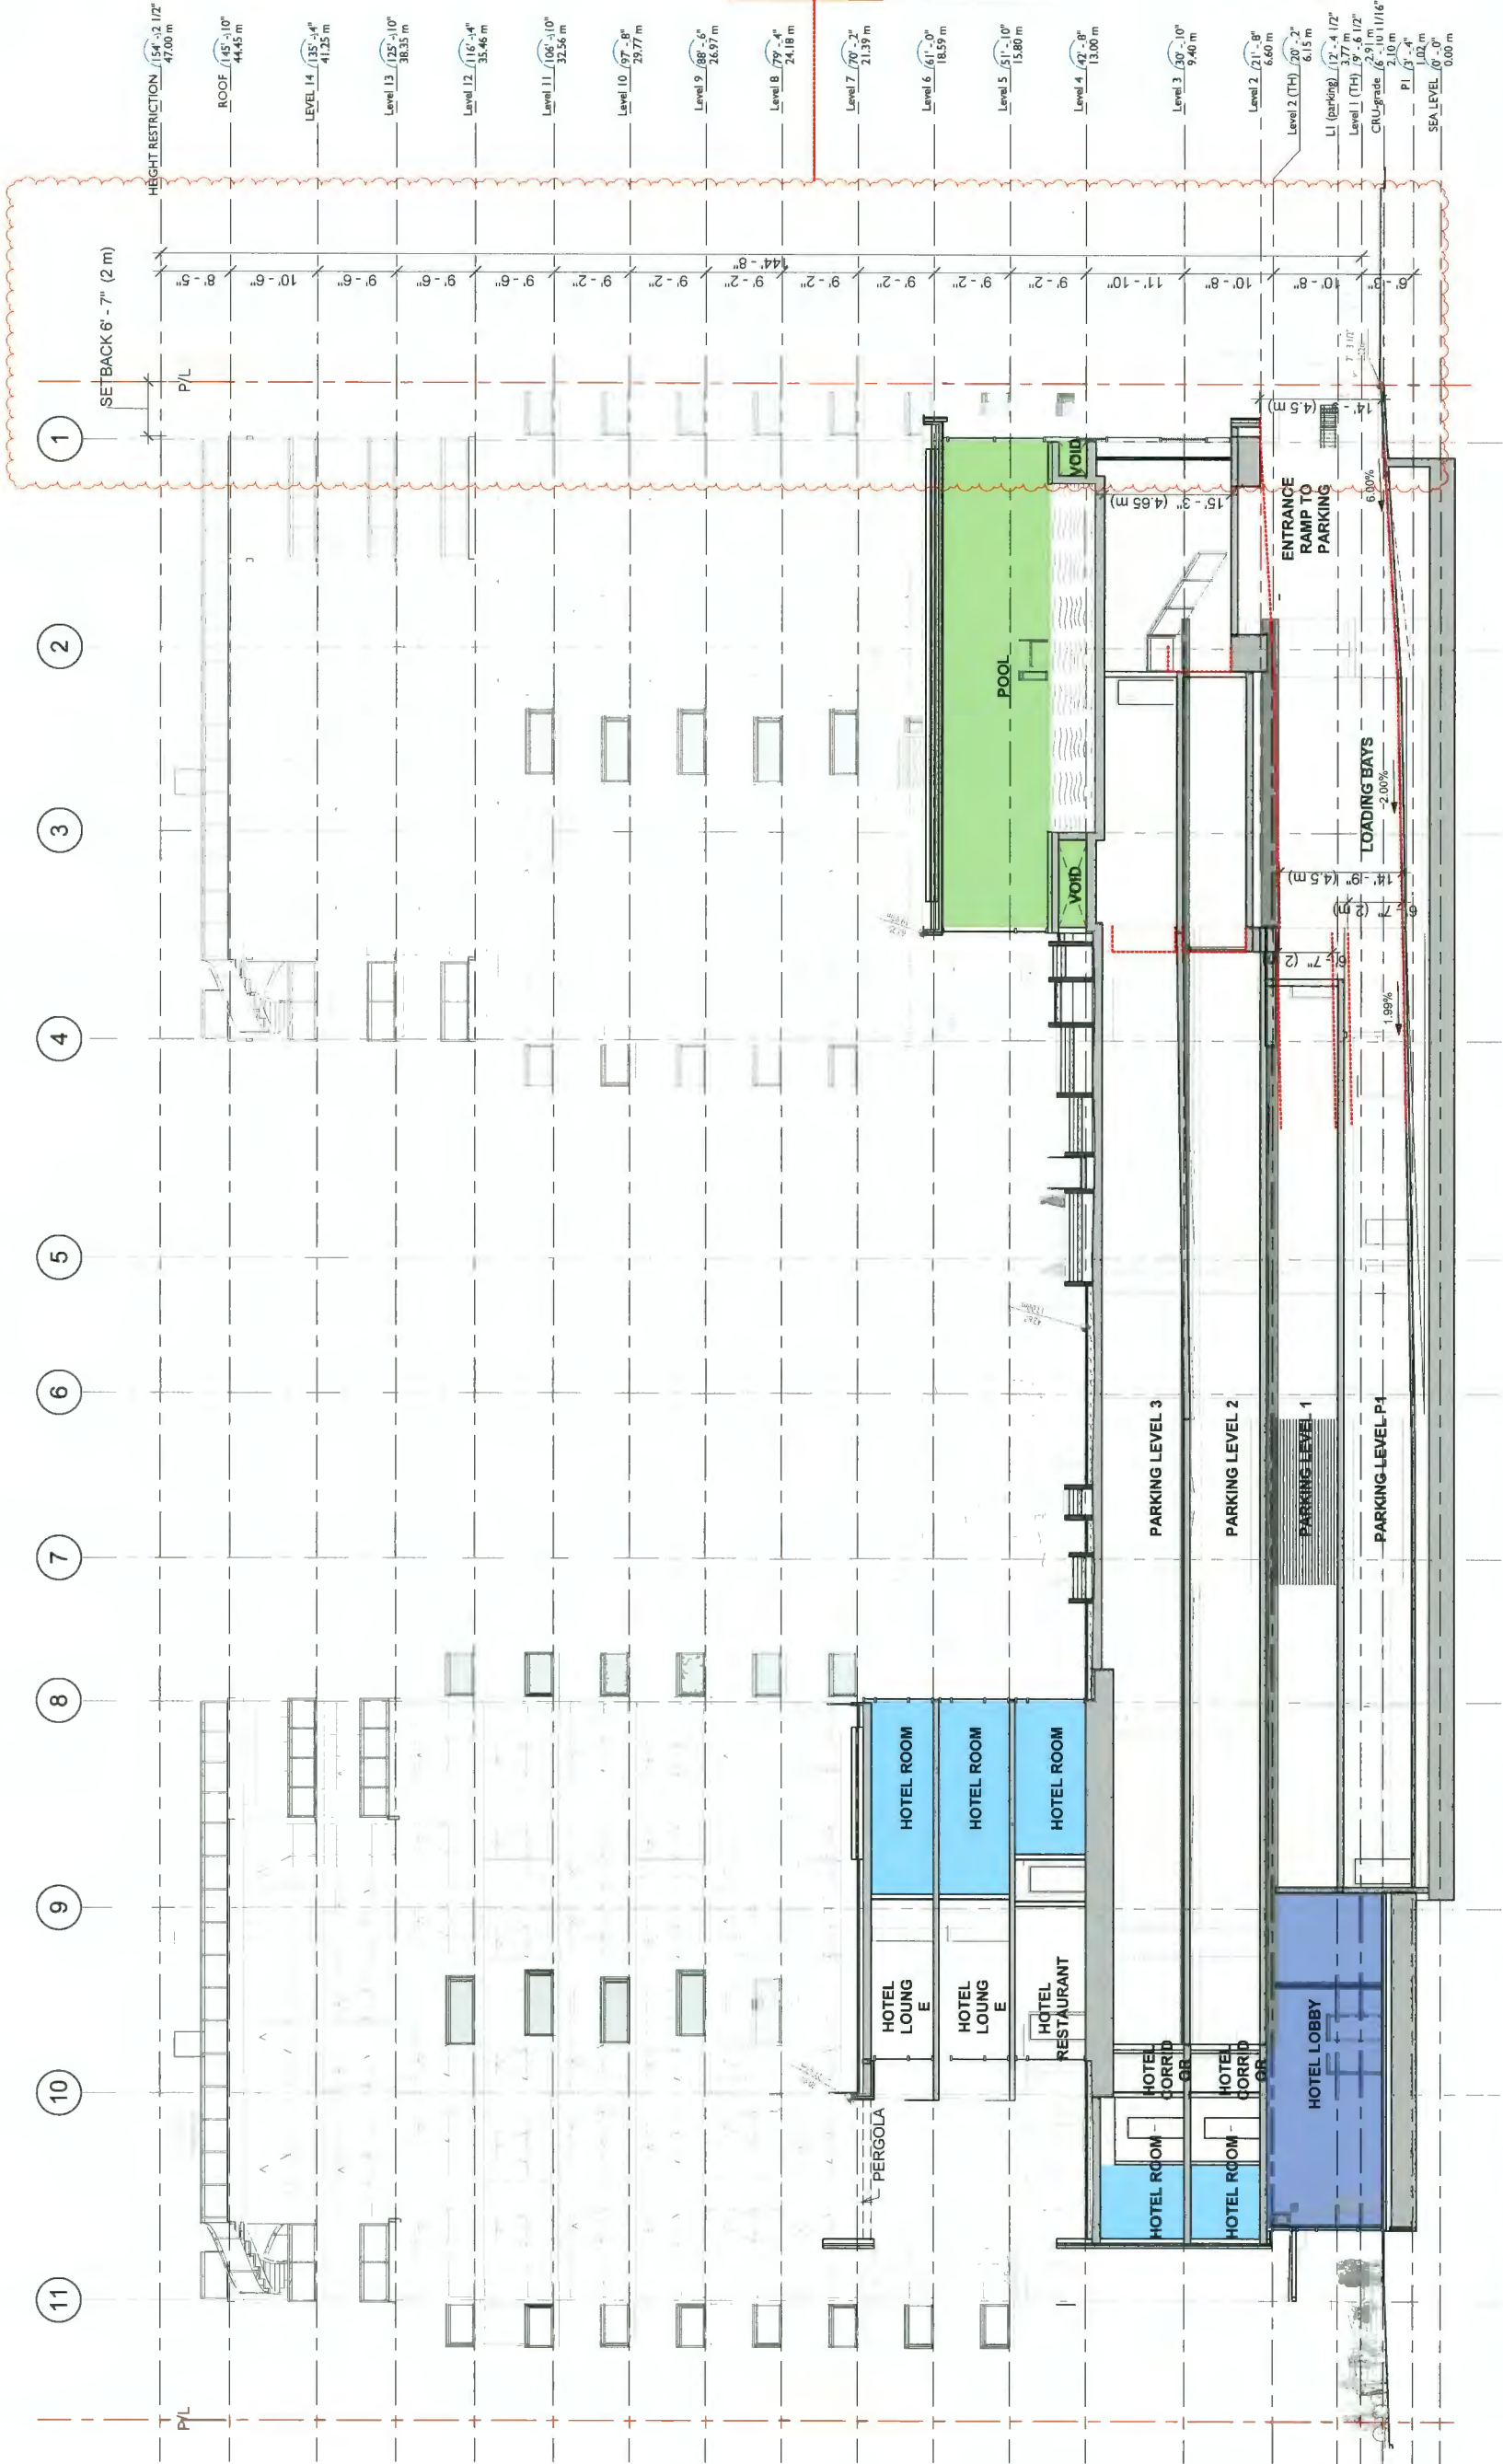 11
10
9
8
7
6
5
4
3
2
1
SETBACK 6' - 7" (2 m)
P/L
P/L
HEIGHT RESTRICTION 154' - 2 1/2"
47.00 m
ROOF 145' - 10"
44.45 m
LEVEL 14 135' - 4"
41.25 m
Level 13 125' - 10"
38.35 m
Level 12 116' - 4"
35.46 m
Level 11 106' - 10"
32.56 m
Level 10 97' - 8"
29.77 m
Level 9 88' - 6"
26.97 m
Level 8 79' - 4"
24.18 m
Level 7 70' - 2"
21.39 m
Level 6 61' - 0"
18.59 m
Level 5 51' - 10"
15.80 m
Level 4 42' - 8"
13.00 m
Level 3 30' - 10"
9.40 m
Level 2 21' - 8"
6.60 m
Level 2 (TH) 20' - 2"
6.15 m
L1 (parking) 12' - 4 1/2"
3.77 m
Level 1 (TH) 9' - 6 1/2"
2.91 m
CRU-grade 6' - 10 11/16"
2.10 m
P1 3' - 4"
1.02 m
SEA LEVEL 0' - 0"
0.00 m
8' - 5"
10' - 6"
9' - 6"
9' - 6"
9' - 6"
9' - 2"
9' - 2"
9' - 2"
9' - 2"
9' - 2"
9' - 2"
9' - 2"
11' - 10"
10' - 8"
10' - 8"
6' - 3"
144' - 8"
PERGOLA
HOTEL
LOUNG
E
HOTEL
LOUNG
E
HOTEL
RESTAURANT
HOTEL ROOM
HOTEL ROOM
HOTEL ROOM
HOTEL ROOM
HOTEL ROOM
HOTEL
CORRID
OR
HOTEL
CORRID
OR
HOTEL LOBBY
PARKING LEVEL 3
PARKING LEVEL 2
PARKING LEVEL 1
PARKING LEVEL P1
POOL
VOID
VOID
15' - 3" (4.65 m)
(4.5 m)
ENTRANCE
RAMP TO
PARKING
6.00%
LOADING BAYS
2.00%
14' - 9" (4.5 m)
6' - 7" (2 m)
1.99%